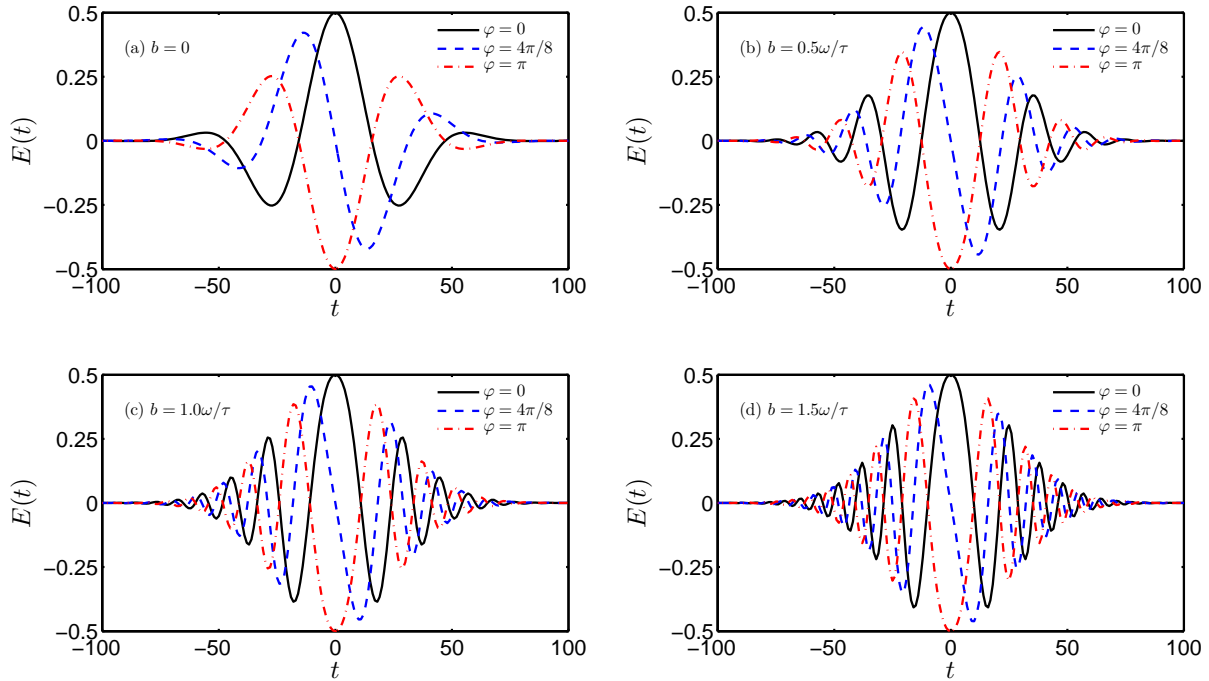 (a) b = 0
φ = 0
φ = 4π/8
φ = π
E(t)
0.5
0.25
0
−0.25
−0.5
−100
−50
0
50
100
t
(b) b = 0.5ω/τ
φ = 0
φ = 4π/8
φ = π
E(t)
0.5
0.25
0
−0.25
−0.5
−100
−50
0
50
100
t
(c) b = 1.0ω/τ
φ = 0
φ = 4π/8
φ = π
E(t)
0.5
0.25
0
−0.25
−0.5
−100
−50
0
50
100
t
(d) b = 1.5ω/τ
φ = 0
φ = 4π/8
φ = π
E(t)
0.5
0.25
0
−0.25
−0.5
−100
−50
0
50
100
t